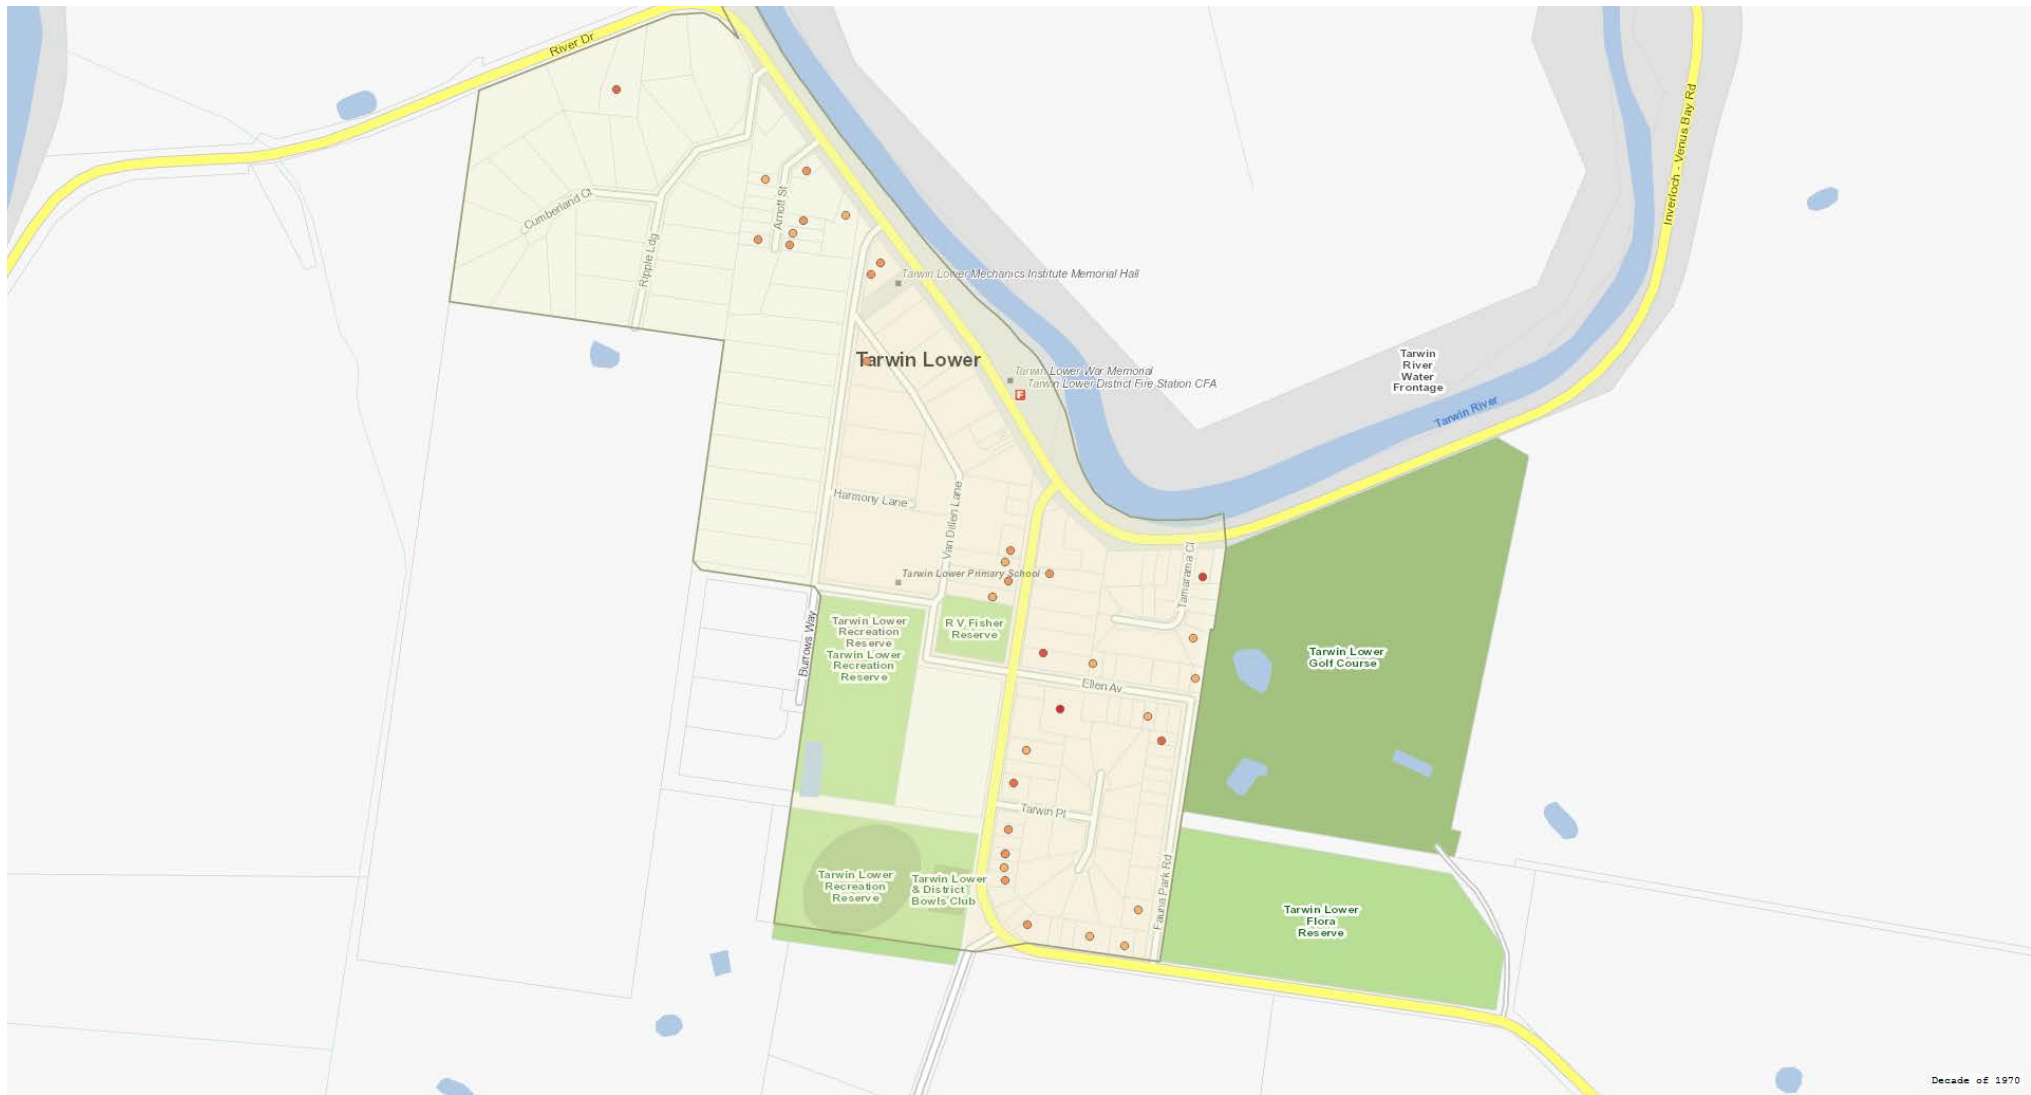 River Dr
Inverloch - Venus Bay Rd
Cumberland Ct
Arnott St
Ripple Ldg
Tarwin Lower Mechanics Institute Memorial Hall
Tarwin Lower
Tarwin Lower War Memorial
Tarwin Lower District Fire Station CFA
F
Tarwin
River
Water
Frontage
Tarwin River
Harmony Lane
Van Dillen Lane
Tarwin Lower Primary School
Tamarama Cl
Burrows Way
Tarwin Lower
Recreation
Reserve
Tarwin Lower
Recreation
Reserve
R V Fisher
Reserve
Tarwin Lower
Golf Course
Ellen Av
Tarwin Pl
Tarwin Lower
Recreation
Reserve
Tarwin Lower
& District
Bowls Club
Fauna Park Rd
Tarwin Lower
Flora
Reserve
Decade of 1970